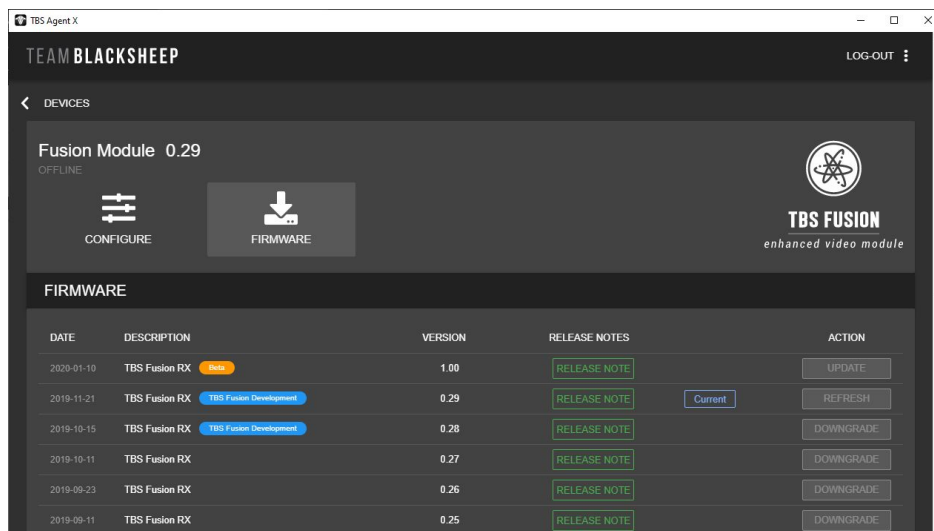 TBS Agent X
TEAM BLACKSHEEP
LOG-OUT
DEVICES
Fusion Module 0.29
OFFLINE
CONFIGURE
FIRMWARE
TBS FUSION
enhanced video module
FIRMWARE
DATE DESCRIPTION VERSION RELEASE NOTES ACTION
2020-01-10 TBS Fusion RX Beta 1.00 RELEASE NOTE UPDATE
2019-11-21 TBS Fusion RX TBS Fusion Development 0.29 RELEASE NOTE Current REFRESH
2019-10-15 TBS Fusion RX TBS Fusion Development 0.28 RELEASE NOTE DOWNGRADE
2019-10-11 TBS Fusion RX 0.27 RELEASE NOTE DOWNGRADE
2019-09-23 TBS Fusion RX 0.26 RELEASE NOTE DOWNGRADE
2019-09-11 TBS Fusion RX 0.25 RELEASE NOTE DOWNGRADE